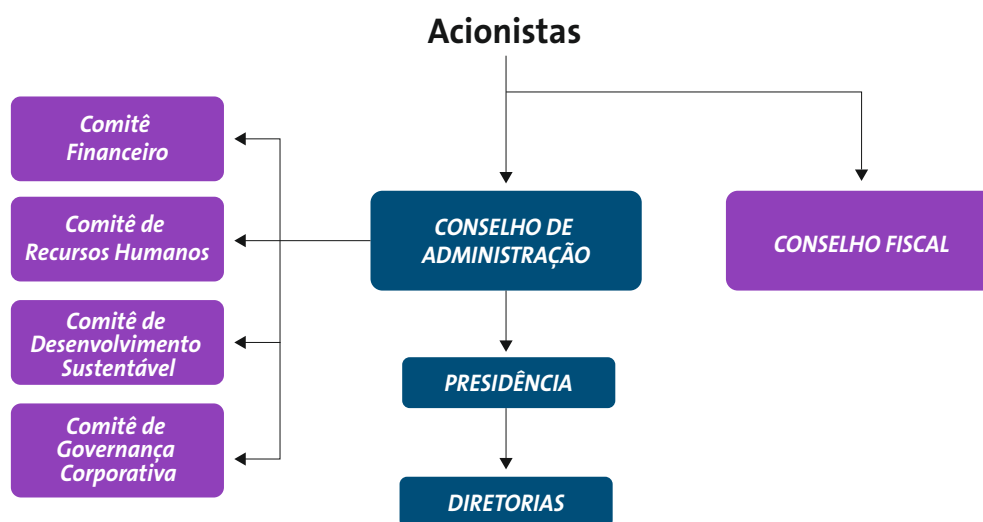 Acionistas
Comitê
Financeiro
Comitê de
Recursos Humanos
Comitê de
Desenvolvimento
Sustentável
Comitê de
Governança
Corporativa
CONSELHO DE
ADMINISTRAÇÃO
CONSELHO FISCAL
PRESIDÊNCIA
DIRETORIAS